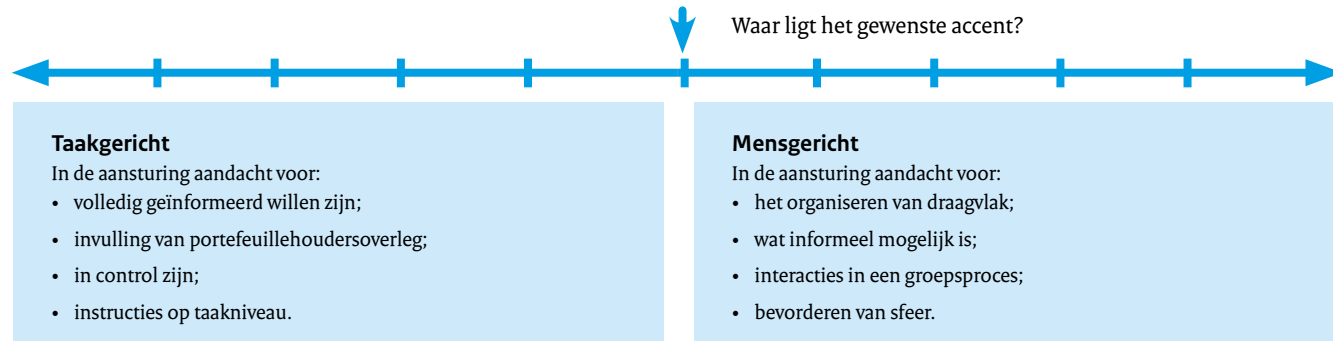 Waar ligt het gewenste accent?
Taakgericht
In de aansturing aandacht voor:
• volledig geïnformeerd willen zijn;
• invulling van portefeuillehoudersoverleg;
• in control zijn;
• instructies op taakniveau.
Mensgericht
In de aansturing aandacht voor:
• het organiseren van draagvlak;
• wat informeel mogelijk is;
• interacties in een groepsproces;
• bevorderen van sfeer.